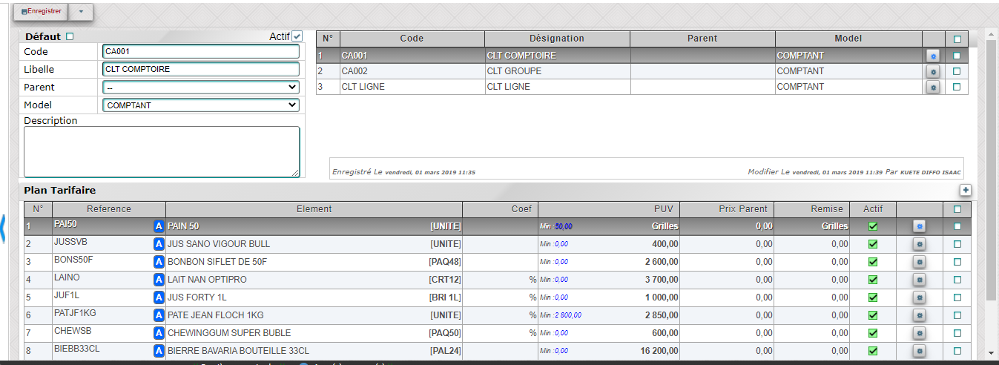 Enregistrer
Défaut Actif
Code CA001
Libelle CLT COMPTOIRE
Parent --
Model COMPTANT
Description
N° Code Désignation Parent Model
1 CA001 CLT COMPTOIRE COMPTANT
2 CA002 CLT GROUPE COMPTANT
3 CLT LIGNE CLT LIGNE COMPTANT
Enregistré Le vendredi, 01 mars 2019 11:35 Modifier Le vendredi, 01 mars 2019 11:39 Par KUETE DIFFO ISAAC
Plan Tarifaire
N° Reference Element Coef PUV Prix Parent Remise Actif
1 PAI50 A PAIN 50 [UNITE] Min :50,00 Grilles 0,00 Grilles
2 JUSSVB A JUS SANO VIGOUR BULL [UNITE] Min :0,00 400,00 0,00 0,00
3 BONS50F A BONBON SIFLET DE 50F [PAQ48] Min :0,00 2 600,00 0,00 0,00
4 LAINO A LAIT NAN OPTIPRO [CRT12] % Min :0,00 3 700,00 0,00 0,00
5 JUF1L A JUS FORTY 1L [BRI 1L] % Min :0,00 1 000,00 0,00 0,00
6 PATJF1KG A PATE JEAN FLOCH 1KG [UNITE] % Min :2 800,00 2 850,00 0,00 0,00
7 CHEWSB A CHEWINGGUM SUPER BUBLE [PAQ50] % Min :0,00 600,00 0,00 0,00
8 BIEBB33CL A BIERRE BAVARIA BOUTEILLE 33CL [PAL24] Min :0,00 16 200,00 0,00 0,00